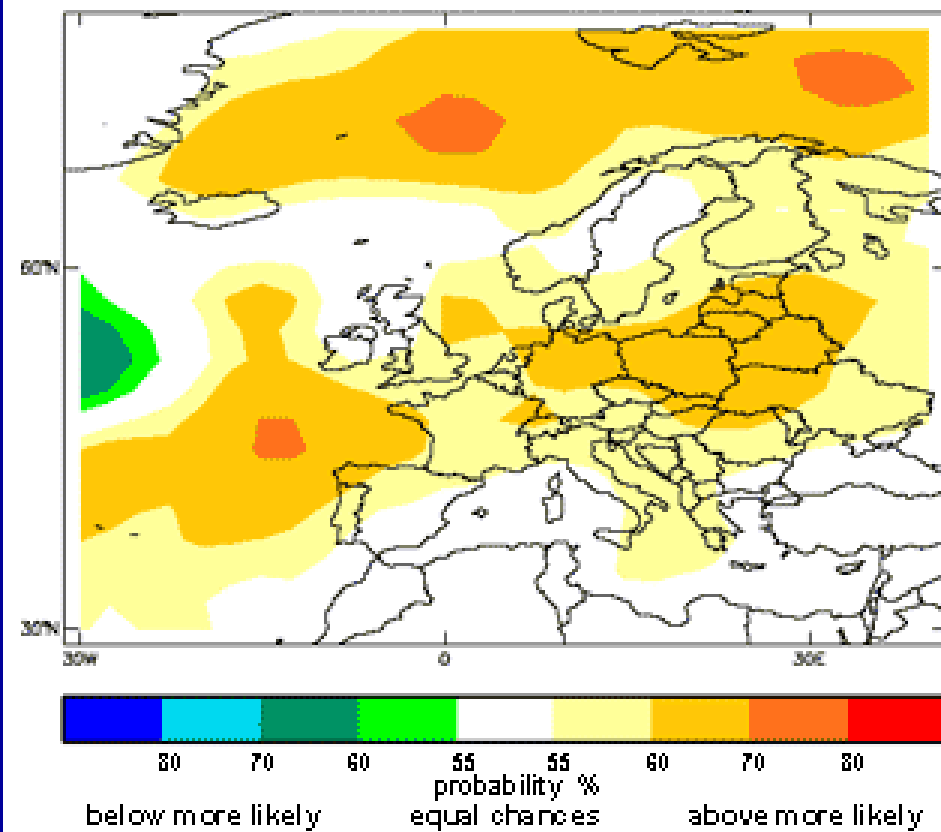 60°N
30°N
30W 0 30E
80 70 60 55 55 60 70 80
probability %
below more likely equal chances above more likely